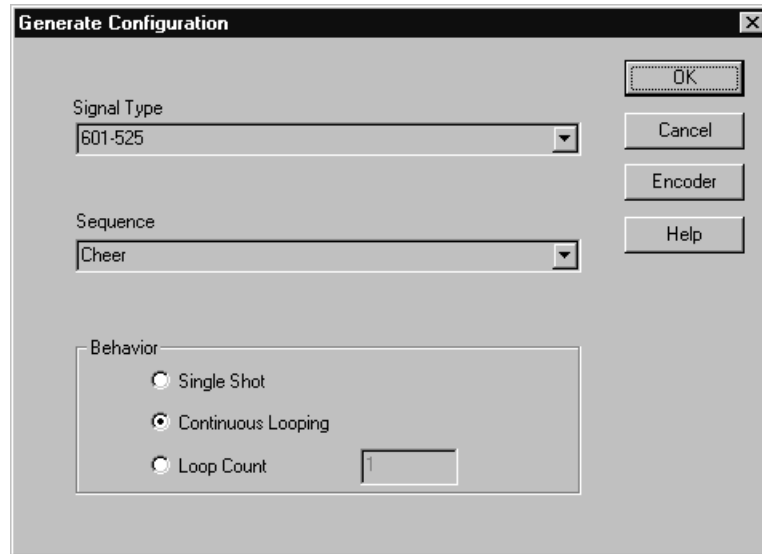 Generate Configuration
OK
Signal Type
601-525
Cancel
Encoder
Sequence
Help
Cheer
Behavior
Single Shot
Continuous Looping
Loop Count
1